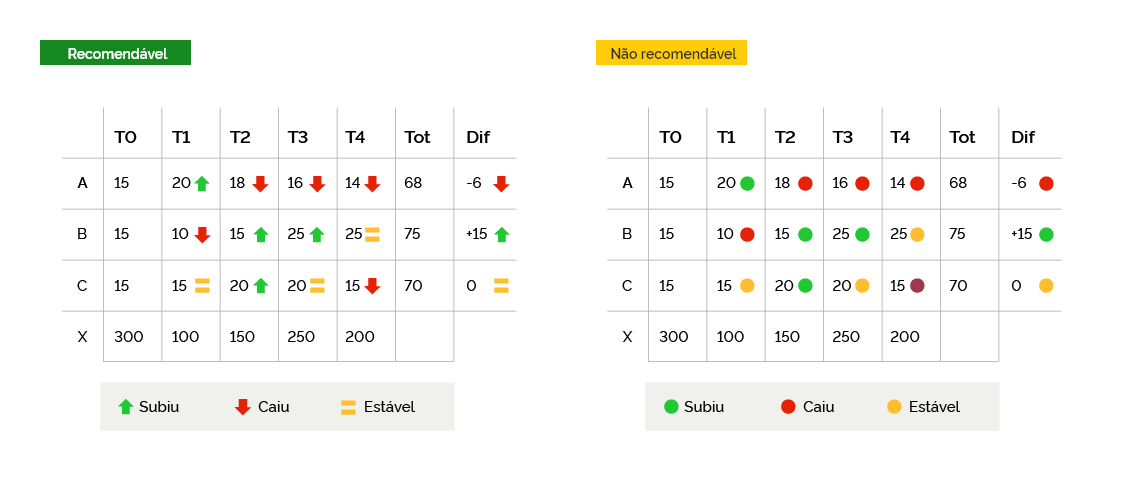 Recomendável
Não recomendável
T0 T1 T2 T3 T4 Tot Dif
A 15 20 18 16 14 68 -6
B 15 10 15 25 25 75 +15
C 15 15 20 20 15 70 0
X 300 100 150 250 200
Subiu Caiu Estável
T0 T1 T2 T3 T4 Tot Dif
A 15 20 18 16 14 68 -6
B 15 10 15 25 25 75 +15
C 15 15 20 20 15 70 0
X 300 100 150 250 200
Subiu Caiu Estável